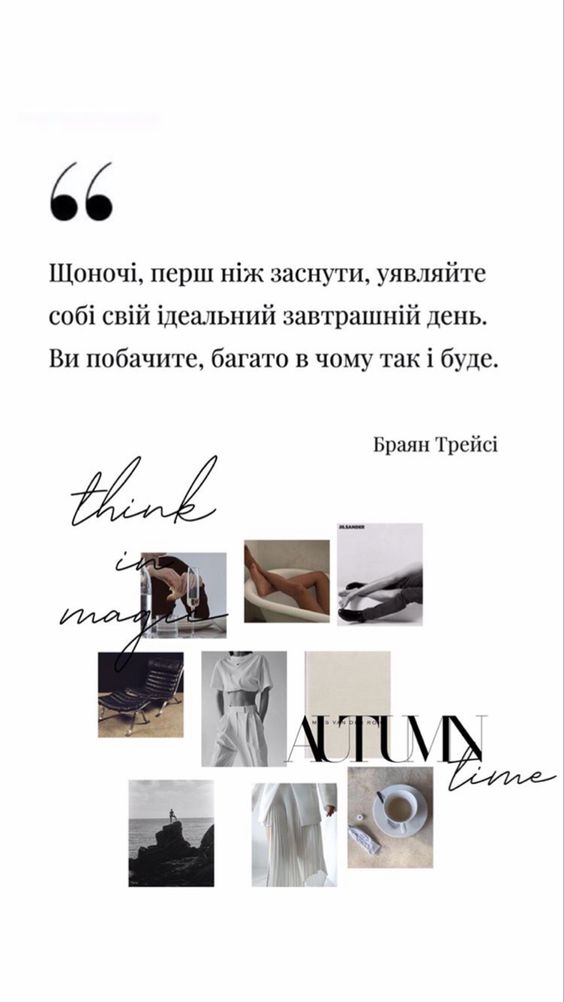 Щоночі, перш ніж заснути, уявляйте
собі свій ідеальний завтрашній день.
Ви побачите, багато в чому так і буде.
Браян Трейсі
think
in
magic
JIL SANDER
AUTUMN
time